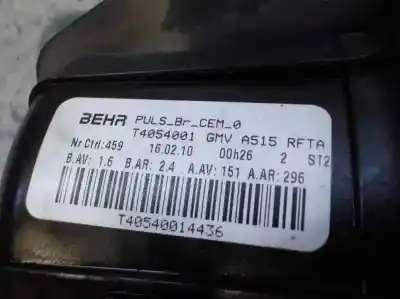 BEHR PULS_Br_CEM_0
T4054001 GMV A515 RFTA
Nr Ctrl:459 16.02.10 00h26 2 ST2
B.AV: 1.6 B.AR: 2.4 A.AV: 151 A.AR: 296
T40540014436